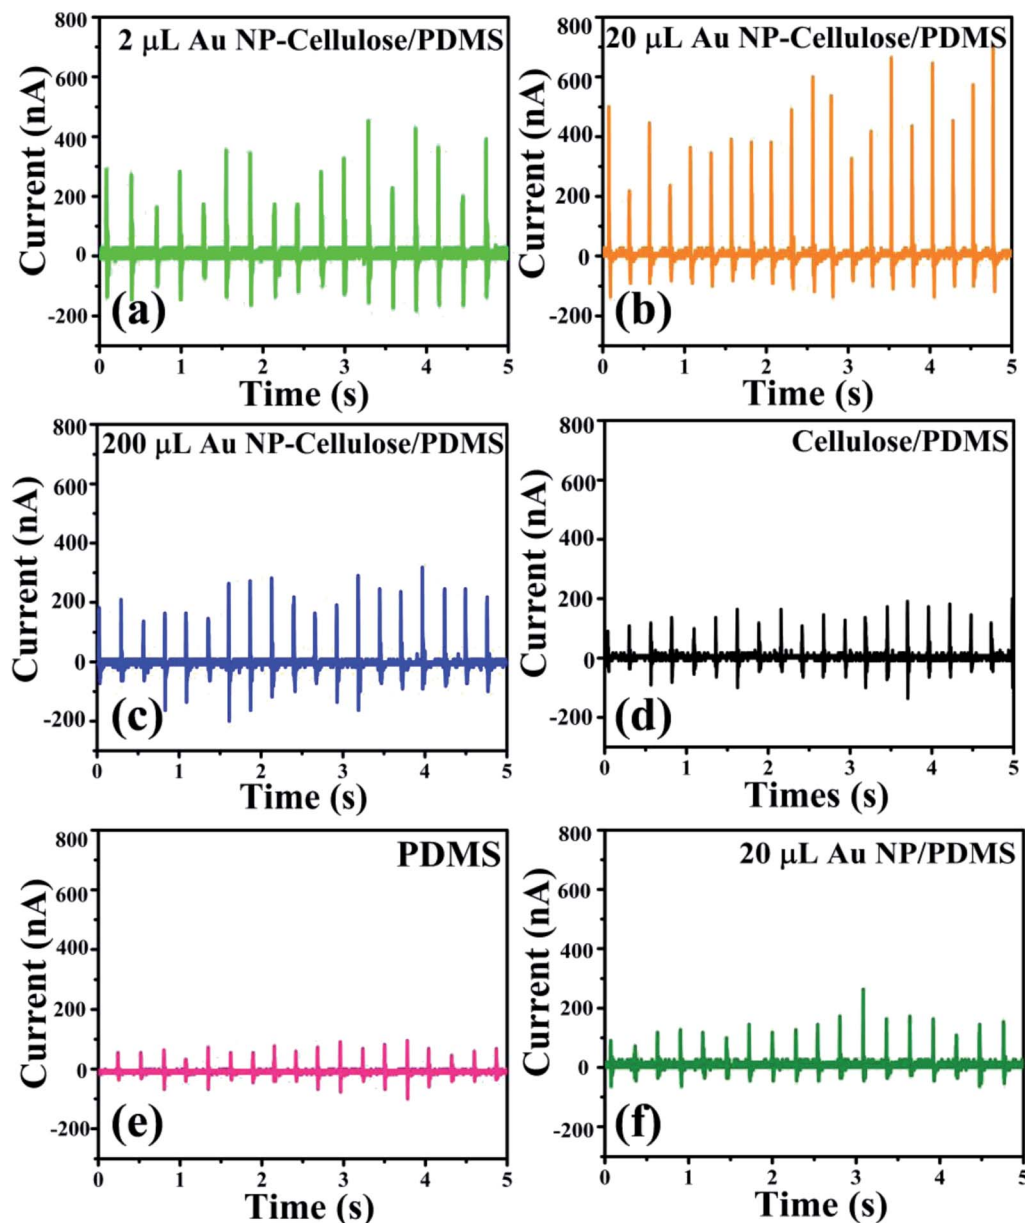 2 μL Au NP-Cellulose/PDMS
Current (nA)
800
600
400
200
0
-200
(a)
0 1 2 3 4 5
Time (s)
20 μL Au NP-Cellulose/PDMS
Current (nA)
800
600
400
200
0
-200
(b)
0 1 2 3 4 5
Time (s)
200 μL Au NP-Cellulose/PDMS
Current (nA)
800
600
400
200
0
-200
(c)
0 1 2 3 4 5
Time (s)
Cellulose/PDMS
Current (nA)
800
600
400
200
0
-200
(d)
0 1 2 3 4 5
Times (s)
PDMS
Current (nA)
800
600
400
200
0
-200
(e)
0 1 2 3 4 5
Time (s)
20 μL Au NP/PDMS
Current (nA)
800
600
400
200
0
-200
(f)
0 1 2 3 4 5
Time (s)